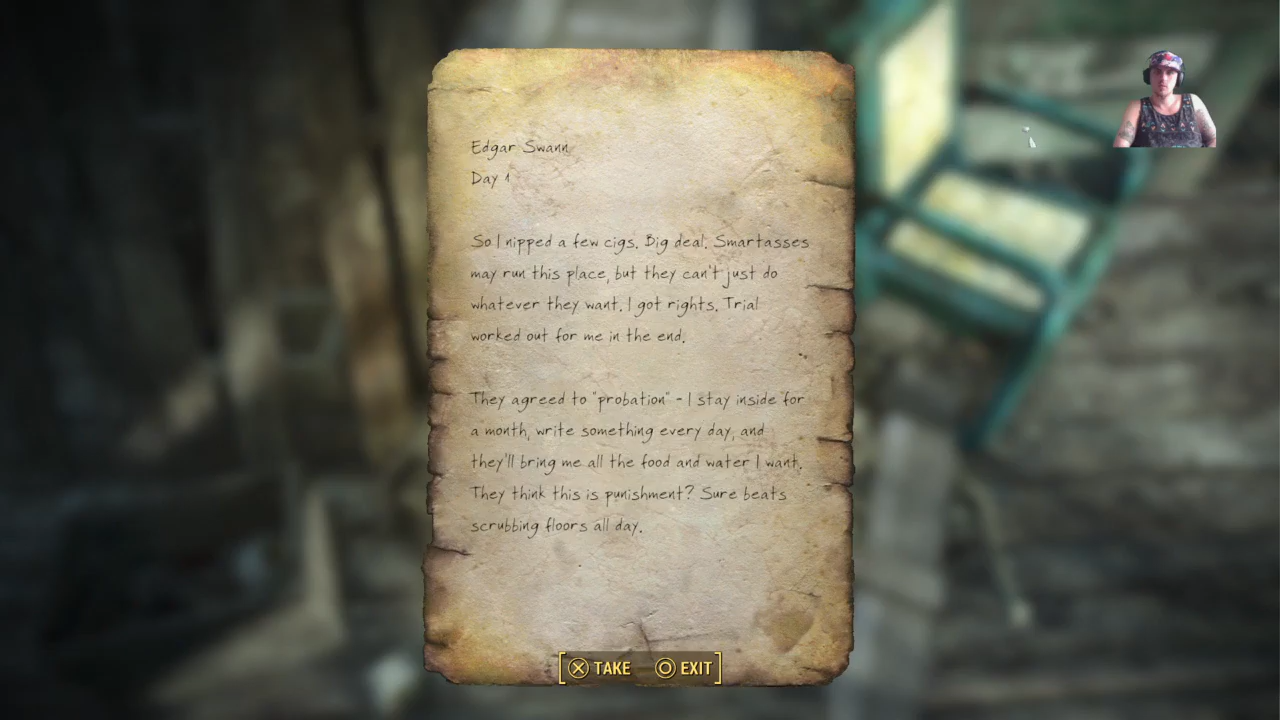 Edgar Swann
Day 1
So I nipped a few cigs. Big deal. Smartasses
may run this place, but they can't just do
whatever they want. I got rights. Trial
worked out for me in the end.
They agreed to "probation" - I stay inside for
a month, write something every day, and
they'll bring me all the food and water I want.
They think this is punishment? Sure beats
scrubbing floors all day.
TAKE EXIT